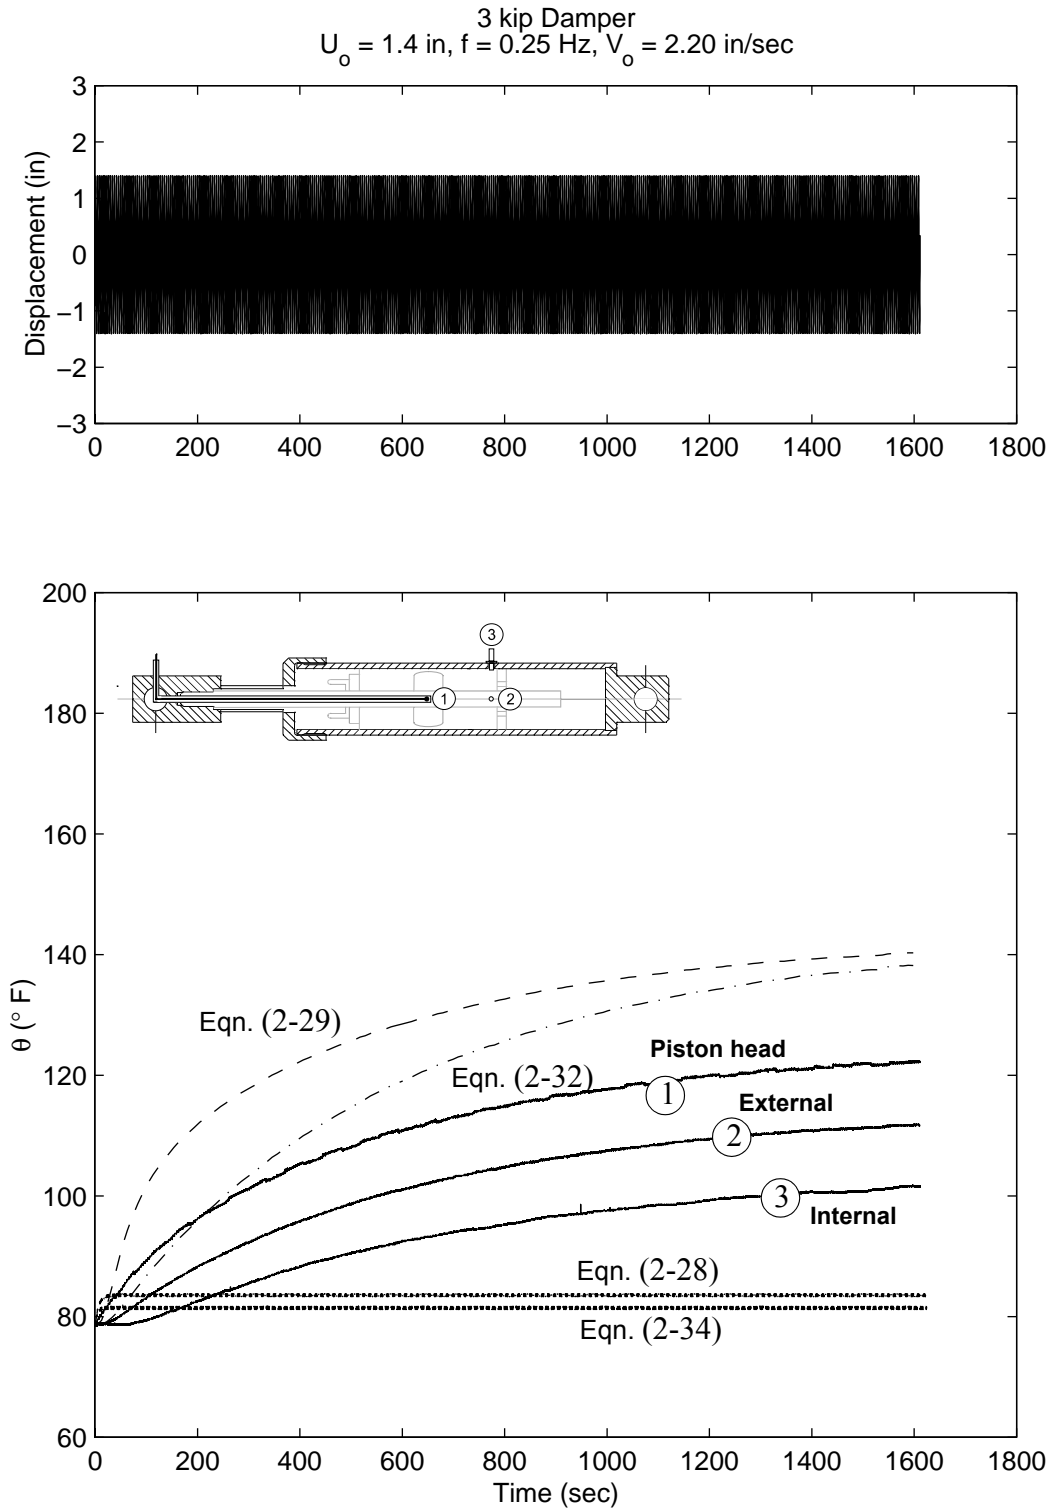 3 kip Damper
U_o = 1.4 in, f = 0.25 Hz, V_o = 2.20 in/sec
3
2
1
0
−1
−2
−3
Displacement (in)
0 200 400 600 800 1000 1200 1400 1600 1800
200
180
160
140
120
100
80
60
θ (° F)
3
1
2
Eqn. (2-29)
Eqn. (2-32)
Piston head
1
External
2
3
Internal
Eqn. (2-28)
Eqn. (2-34)
0 200 400 600 800 1000 1200 1400 1600 1800
Time (sec)